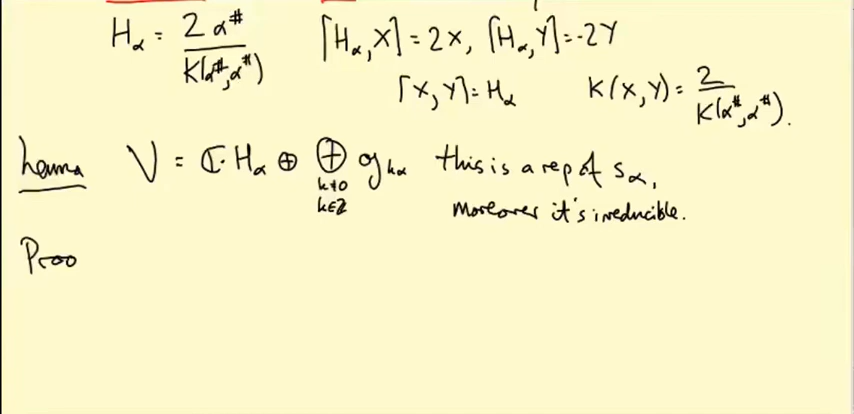 H_α = 2α^# / K(α^#, α^#) [H_α, X] = 2X, [H_α, Y] = -2Y
[X, Y] = H_α K(X, Y) = 2 / K(α^#, α^#).
Lemma V = ℂ·H_α ⊕ ⊕_{k≠0, k∈ℤ} g_{kα} this is a rep of s_α,
Moreover it's irreducible.
Proo